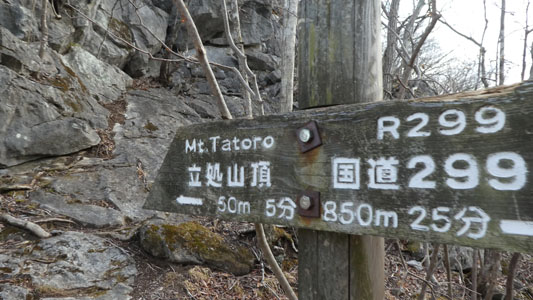 Mt.Tatoro
立処山頂
← 50m 5分
R299
国道299
850m 25分 →